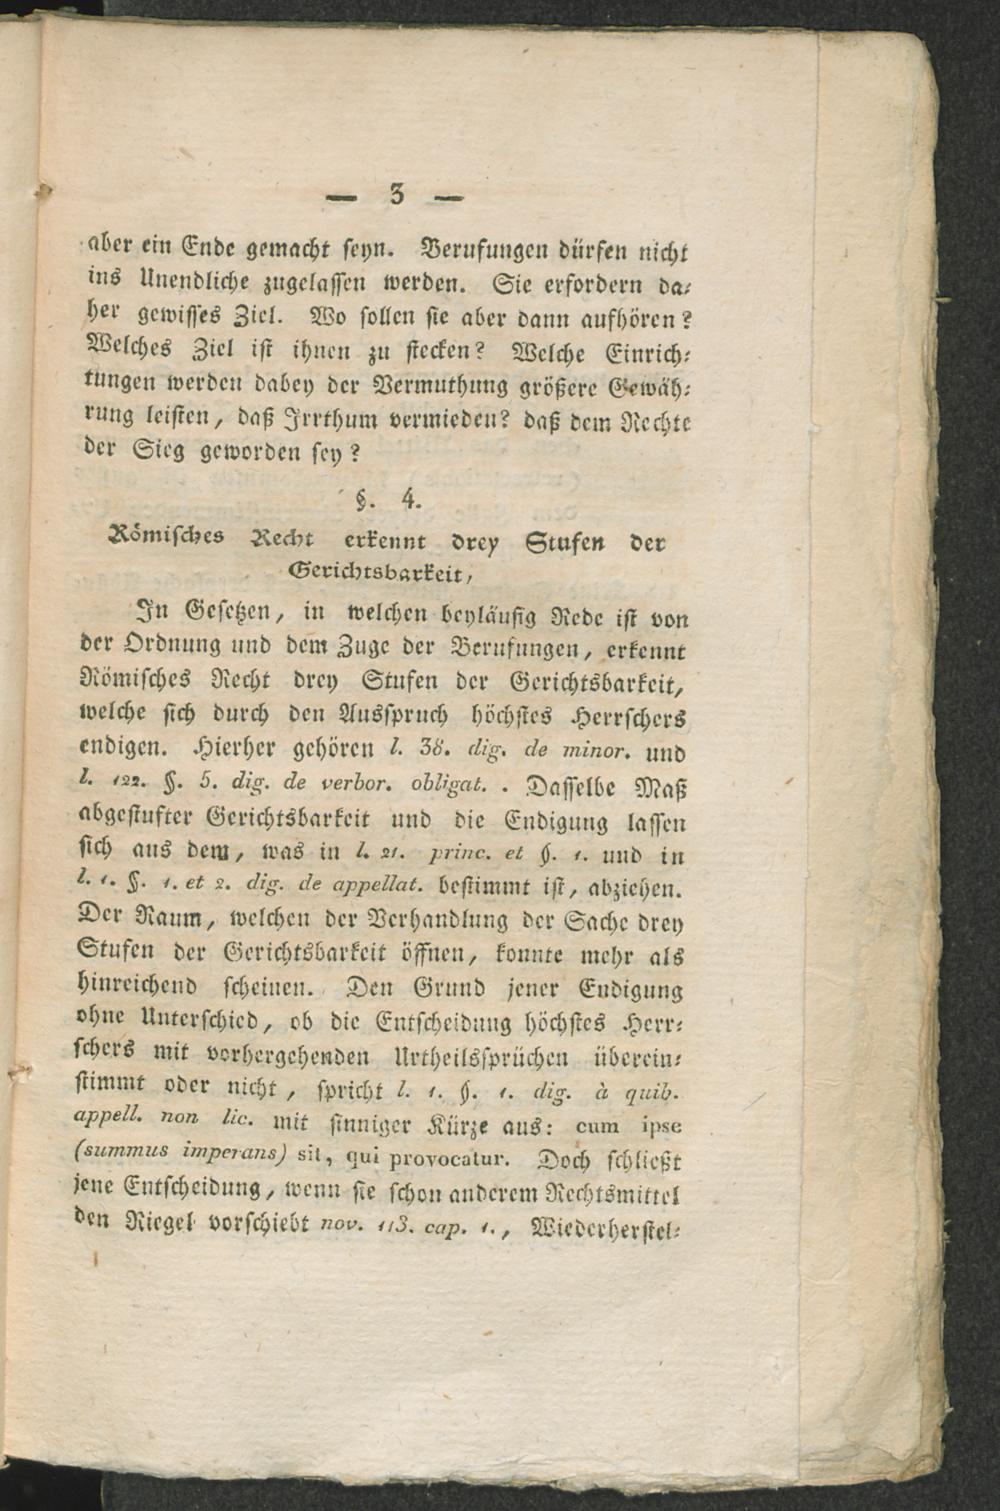 — 3 —
aber ein Ende gemacht seyn. Berufungen dürfen nicht
ins Unendliche zugelassen werden. Sie erfordern da⸗
her gewisses Ziel. Wo sollen sie aber dann aufhören?
Welches Ziel ist ihnen zu stecken? Welche Einrich⸗
tungen werden dabey der Vermuthung größere Gewäh⸗
rung leisten, daß Irrthum vermieden? daß dem Rechte
der Sieg geworden sey?
§. 4.
Römisches Recht erkennt drey Stufen der
Gerichtsbarkeit,
In Gesetzen, in welchen beyläufig Rede ist von
der Ordnung und dem Zuge der Berufungen, erkennt
Römisches Recht drey Stufen der Gerichtsbarkeit,
welche sich durch den Ausspruch höchstes Herrschers
endigen. Hierher gehören l. 38. dig. de minor. und
l. 122. §. 5. dig. de verbor. obligat. . Dasselbe Maß
abgestufter Gerichtsbarkeit und die Endigung lassen
sich aus dem, was in l. 21. princ. et §. 1. und in
l. 1. §. 1. et 2. dig. de appellat. bestimmt ist, abziehen.
Der Raum, welchen der Verhandlung der Sache drey
Stufen der Gerichtsbarkeit öffnen, konnte mehr als
hinreichend scheinen. Den Grund jener Endigung
ohne Unterschied, ob die Entscheidung höchstes Herr⸗
schers mit vorhergehenden Urtheilssprüchen überein⸗
stimmt oder nicht, spricht l. 1. §. 1. dig. à quib.
appell. non lic. mit sinniger Kürze aus: cum ipse
(summus imperans) sit, qui provocatur. Doch schließt
jene Entscheidung, wenn sie schon anderem Rechtsmittel
den Riegel vorschiebt nov. 113. cap. 1., Wiederherstel⸗